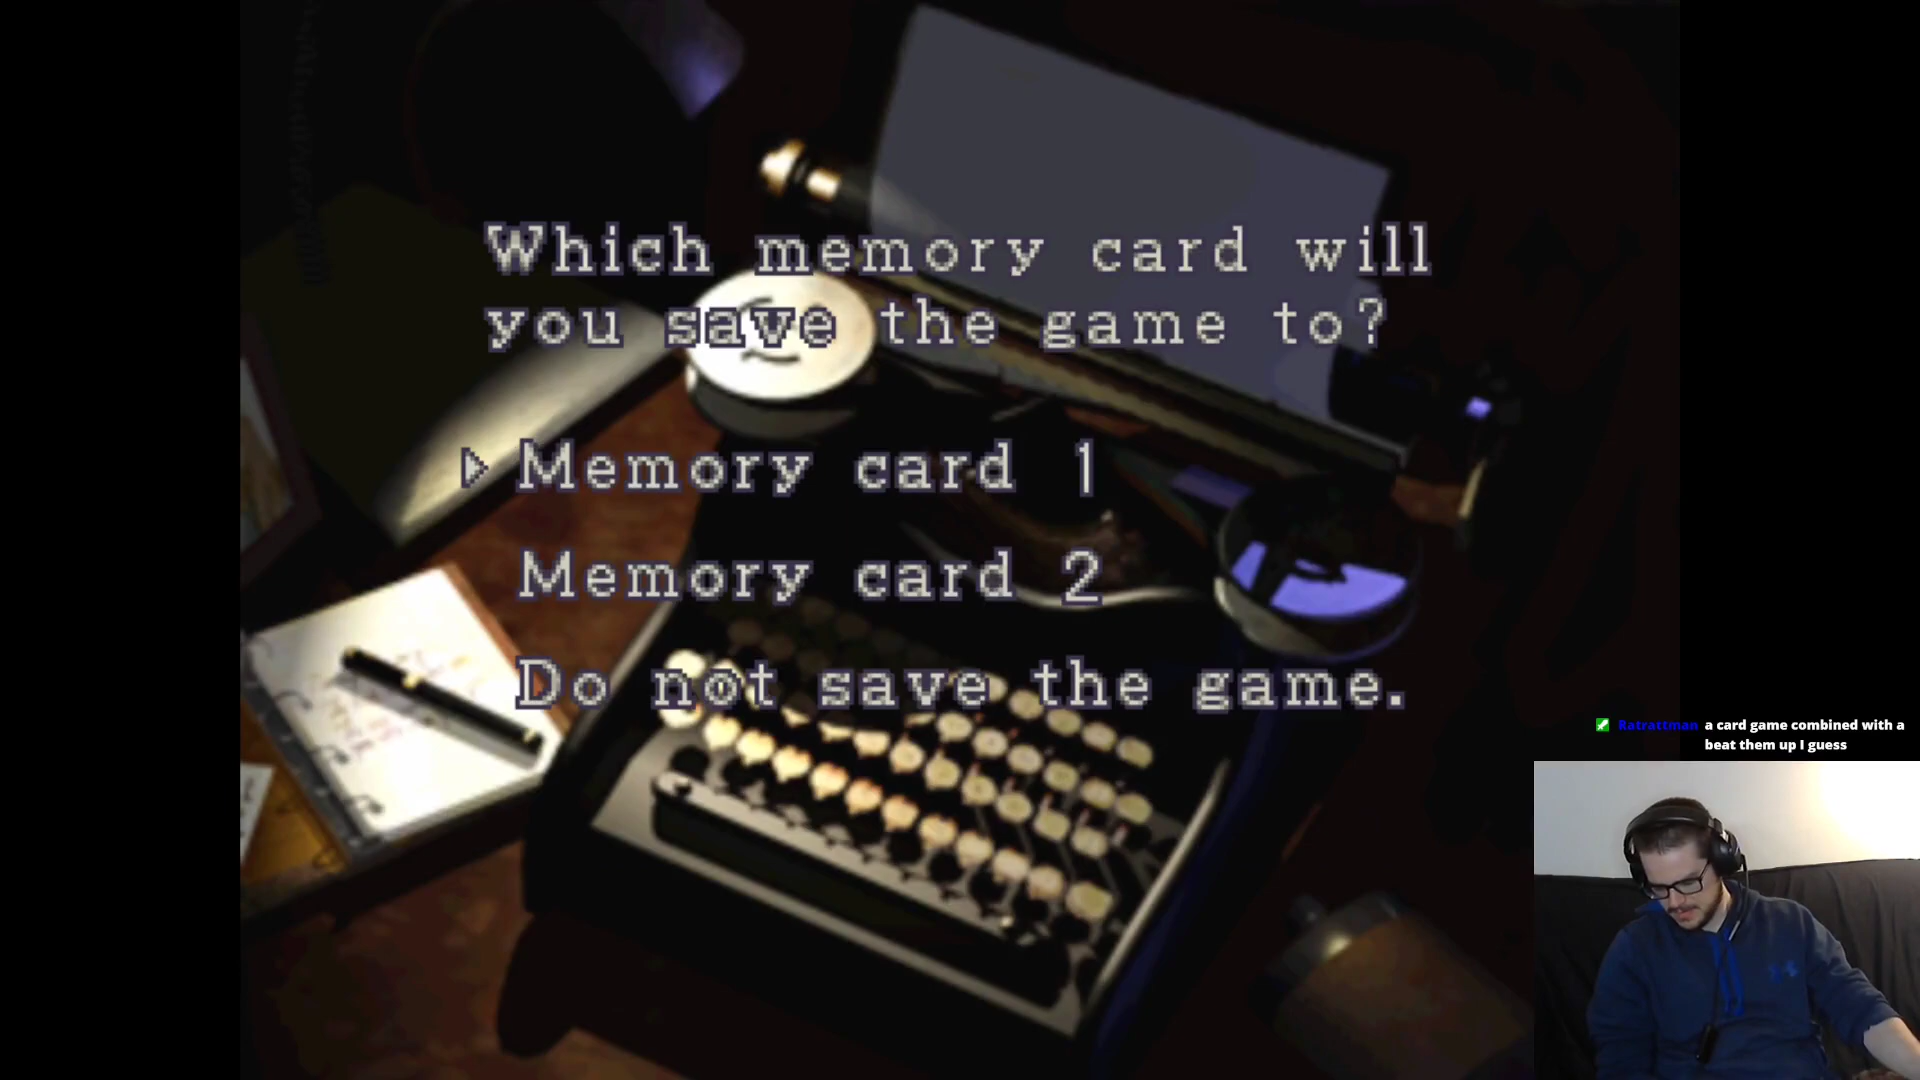 Which memory card will
you save the game to?
Memory card 1
Memory card 2
Do not save the game.
Ratrattman a card game combined with a
beat them up I guess